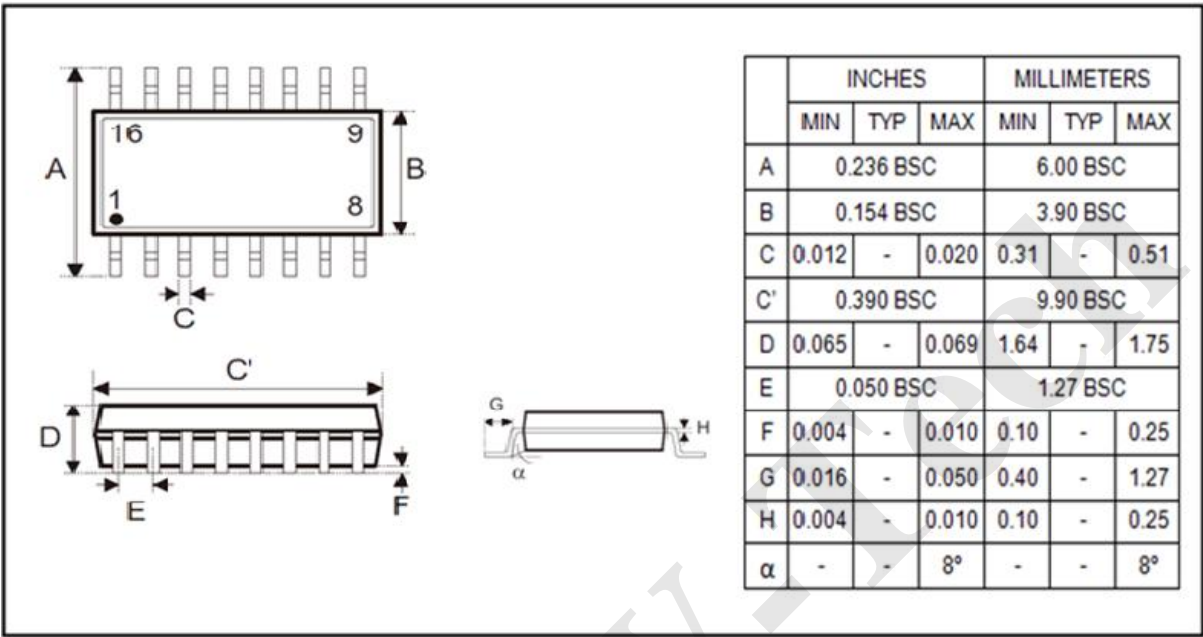 16 9
1 8
A
B
C
C'
D
E
F
G
H
α
INCHES MILLIMETERS
MIN TYP MAX MIN TYP MAX
A 0.236 BSC 6.00 BSC
B 0.154 BSC 3.90 BSC
C 0.012 - 0.020 0.31 - 0.51
C' 0.390 BSC 9.90 BSC
D 0.065 - 0.069 1.64 - 1.75
E 0.050 BSC 1.27 BSC
F 0.004 - 0.010 0.10 - 0.25
G 0.016 - 0.050 0.40 - 1.27
H 0.004 - 0.010 0.10 - 0.25
α - - 8º - - 8º
-Tech